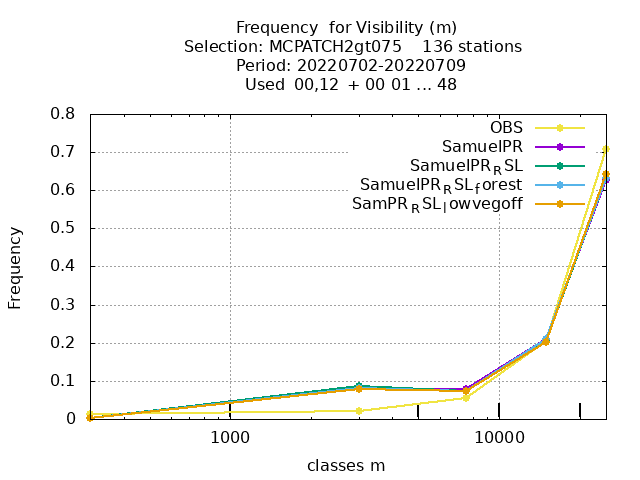 Frequency  for Visibility (m)
Selection: MCPATCH2gt075    136 stations
Period: 20220702-20220709
Used  00,12  + 00 01 ... 48
0.8
0.7
0.6
0.5
0.4
0.3
0.2
0.1
0
Frequency
OBS
SamuelPR
SamuelPR_RSL
SamuelPR_RSL_forest
SamPR_RSL_lowvegoff
1000
10000
classes m